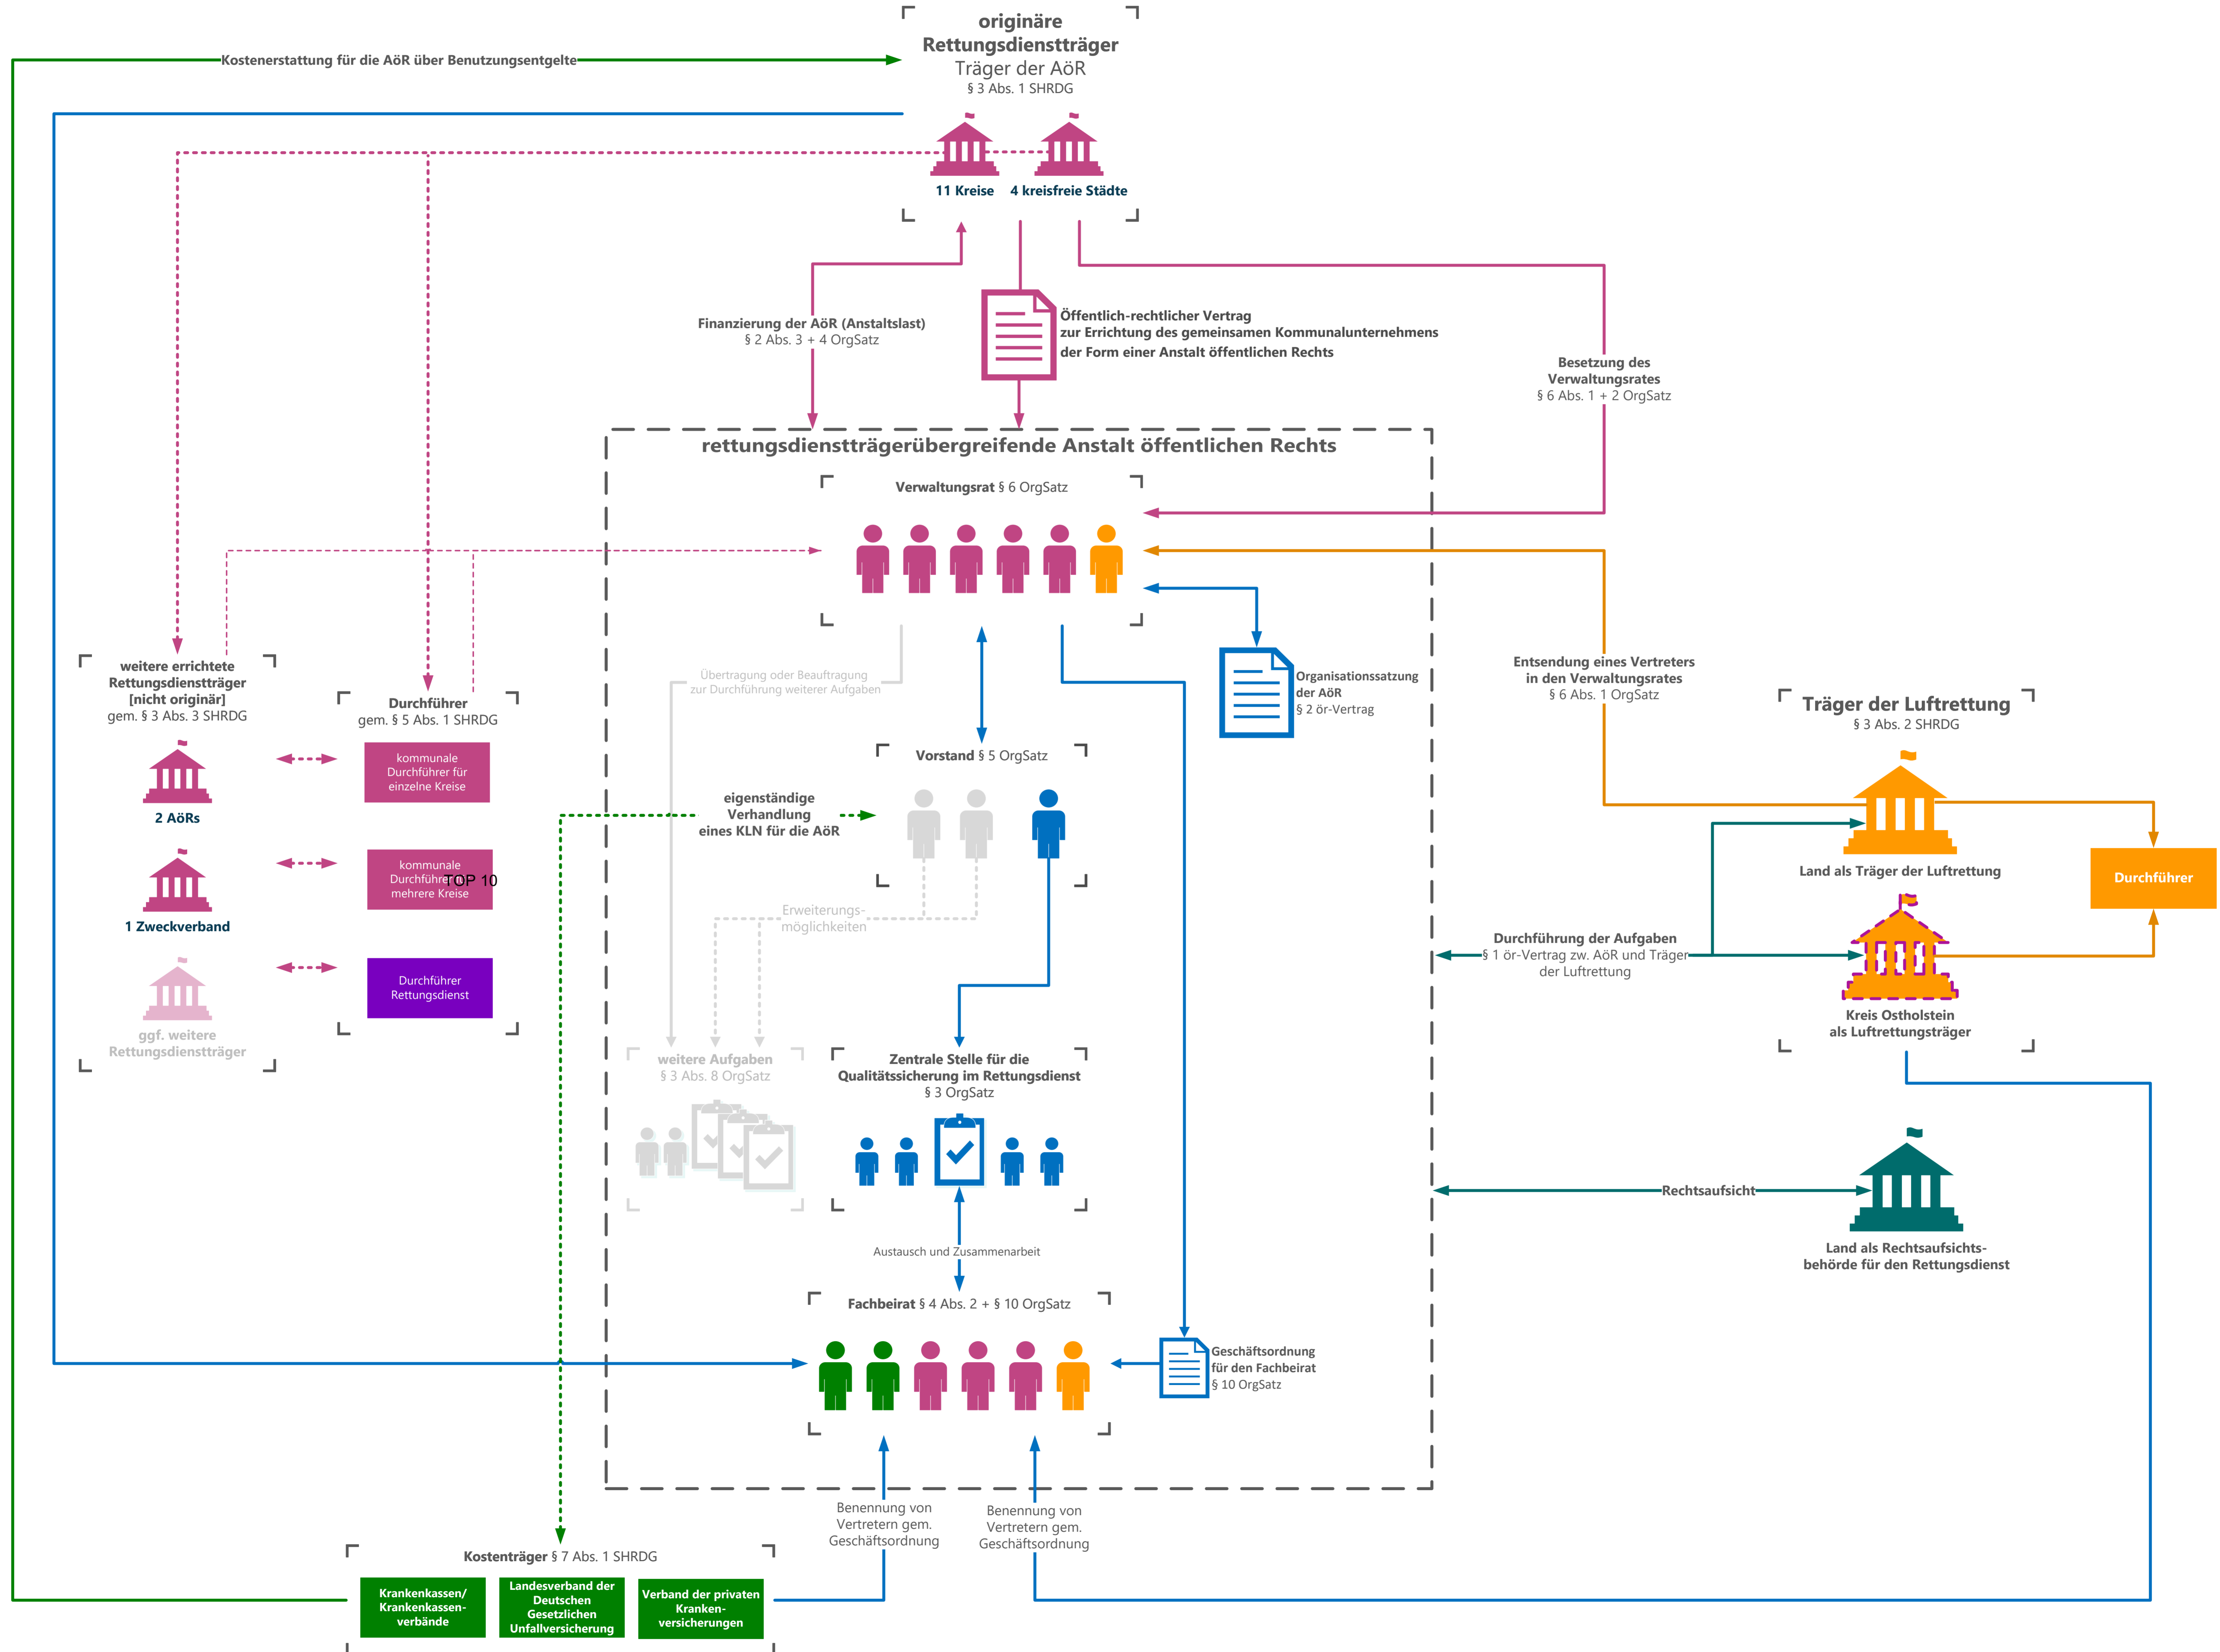 originäre
Rettungsdienstträger
Träger der AöR
§ 3 Abs. 1 SHRDG
Kostenerstattung für die AöR über Benutzungsentgelte
11 Kreise
4 kreisfreie Städte
Finanzierung der AöR (Anstaltslast)
§ 2 Abs. 3 + 4 OrgSatz
Öffentlich-rechtlicher Vertrag
zur Errichtung des gemeinsamen Kommunalunternehmens
der Form einer Anstalt öffentlichen Rechts
Besetzung des
Verwaltungsrates
§ 6 Abs. 1 + 2 OrgSatz
rettungsdienstträgerübergreifende Anstalt öffentlichen Rechts
Verwaltungsrat § 6 OrgSatz
weitere errichtete
Rettungsdienstträger
[nicht originär]
gem. § 3 Abs. 3 SHRDG
2 AöRs
1 Zweckverband
ggf. weitere
Rettungsdienstträger
Durchführer
gem. § 5 Abs. 1 SHRDG
kommunale
Durchführer für
einzelne Kreise
kommunale
Durchführer
TOP 10
mehrere Kreise
Durchführer
Rettungsdienst
Übertragung oder Beauftragung
zur Durchführung weiterer Aufgaben
Organisationssatzung
der AöR
§ 2 ör-Vertrag
Entsendung eines Vertreters
in den Verwaltungsrates
§ 6 Abs. 1 OrgSatz
Träger der Luftrettung
§ 3 Abs. 2 SHRDG
Land als Träger der Luftrettung
Durchführer
Kreis Ostholstein
als Luftrettungsträger
Vorstand § 5 OrgSatz
eigenständige
Verhandlung
eines KLN für die AöR
Erweiterungs-
möglichkeiten
Durchführung der Aufgaben
§ 1 ör-Vertrag zw. AöR und Träger
der Luftrettung
weitere Aufgaben
§ 3 Abs. 8 OrgSatz
Zentrale Stelle für die
Qualitätssicherung im Rettungsdienst
§ 3 OrgSatz
Rechtsaufsicht
Land als Rechtsaufsichts-
behörde für den Rettungsdienst
Austausch und Zusammenarbeit
Fachbeirat § 4 Abs. 2 + § 10 OrgSatz
Geschäftsordnung
für den Fachbeirat
§ 10 OrgSatz
Benennung von
Vertretern gem.
Geschäftsordnung
Benennung von
Vertretern gem.
Geschäftsordnung
Kostenträger § 7 Abs. 1 SHRDG
Krankenkassen/
Krankenkassen-
verbände
Landesverband der
Deutschen
Gesetzlichen
Unfallversicherung
Verband der privaten
Kranken-
versicherungen